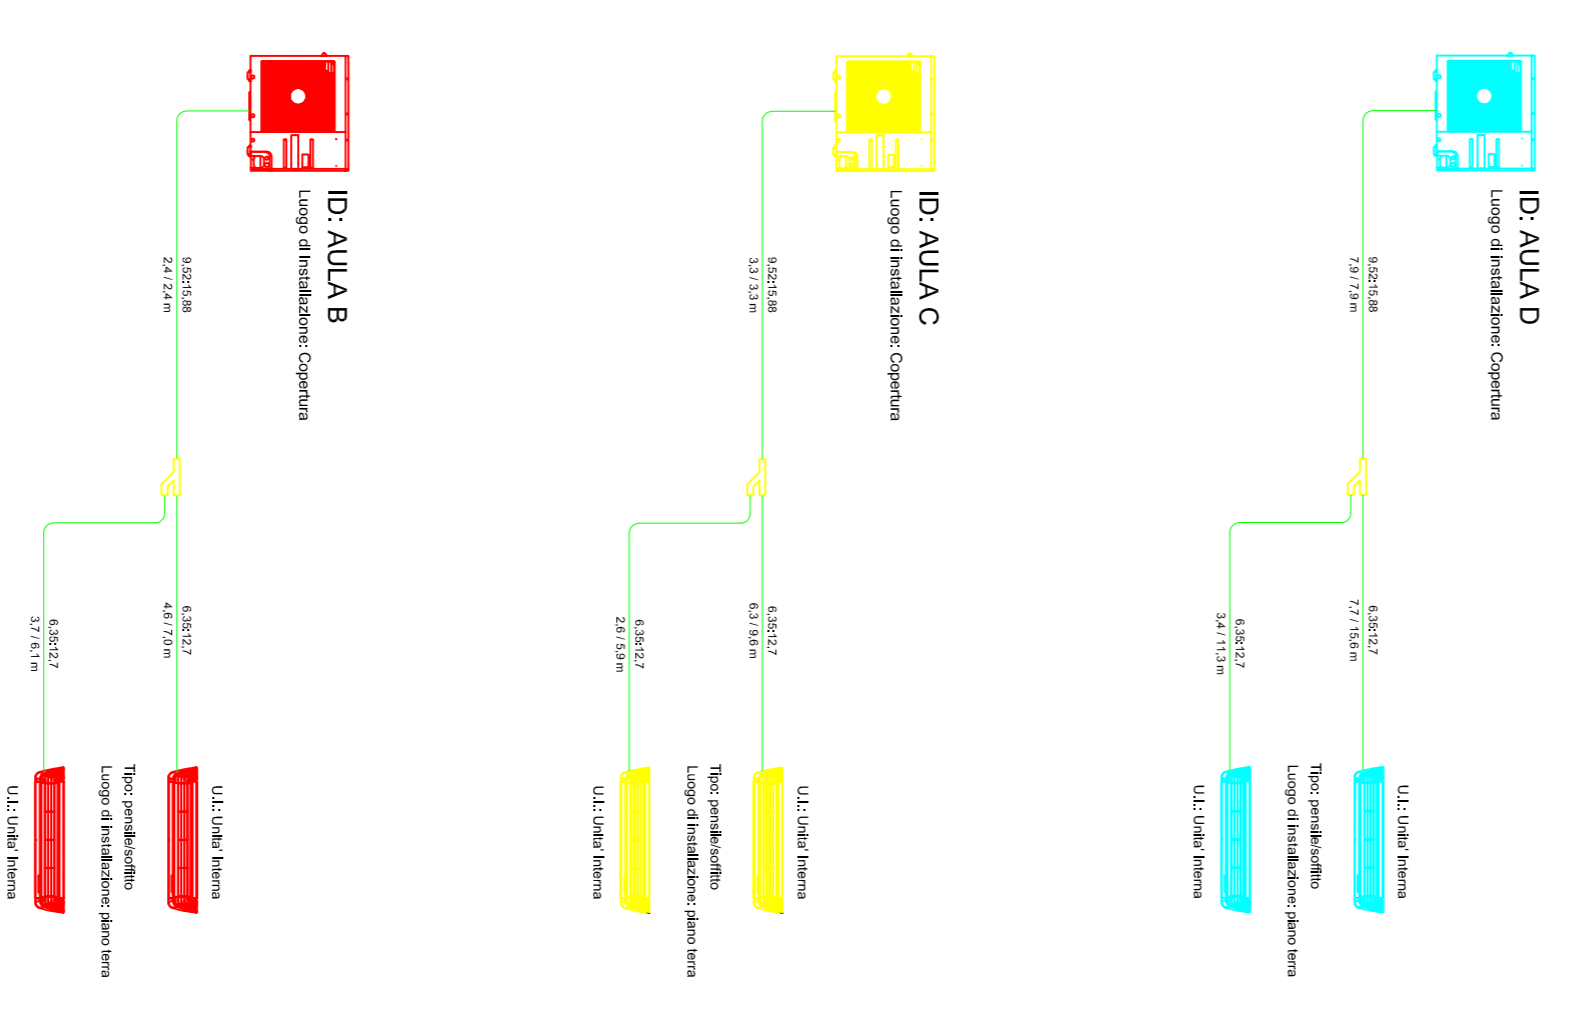 ID: AULA D
Luogo di installazione: Copertura
9,52:15,88
7,9 / 7,9 m
6,35:12,7
7,7 / 15,6 m
6,35:12,7
3,4 / 11,3 m
U.I.: Unita' Interna
Tipo: pensile/soffitto
Luogo di installazione: piano terra
U.I.: Unita' Interna
ID: AULA C
Luogo di installazione: Copertura
9,52:15,88
3,3 / 3,3 m
6,35:12,7
6,3 / 9,6 m
6,35:12,7
2,6 / 5,9 m
U.I.: Unita' Interna
Tipo: pensile/soffitto
Luogo di installazione: piano terra
U.I.: Unita' Interna
ID: AULA B
Luogo di installazione: Copertura
9,52:15,88
2,4 / 2,4 m
6,35:12,7
4,6 / 7,0 m
6,35:12,7
3,7 / 6,1 m
U.I.: Unita' Interna
Tipo: pensile/soffitto
Luogo di installazione: piano terra
U.I.: Unita' Interna